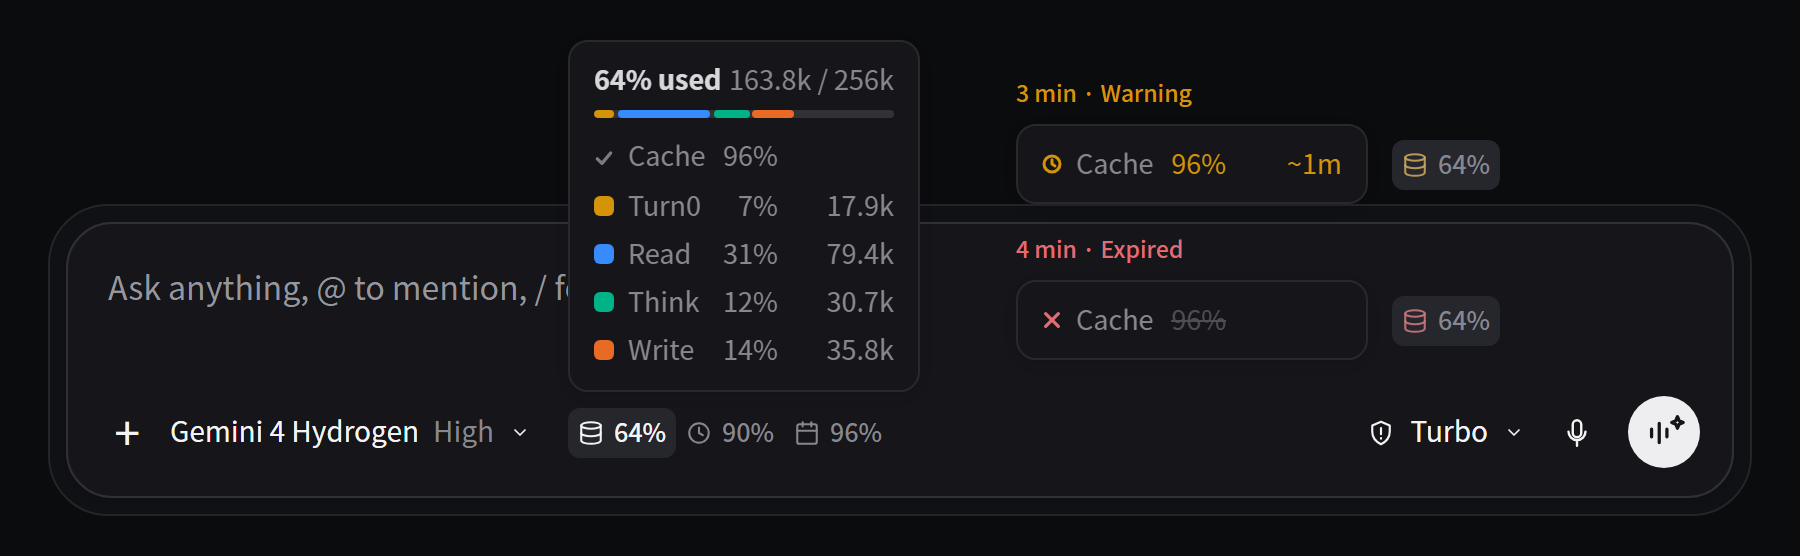 64% used 163.8k / 256k
Cache 96%
Turn0 7% 17.9k
Read 31% 79.4k
Think 12% 30.7k
Write 14% 35.8k
3 min · Warning
Cache 96% ~1m
64%
4 min · Expired
Cache 96%
64%
Ask anything, @ to mention, / f
Gemini 4 Hydrogen High
64% 90% 96%
Turbo